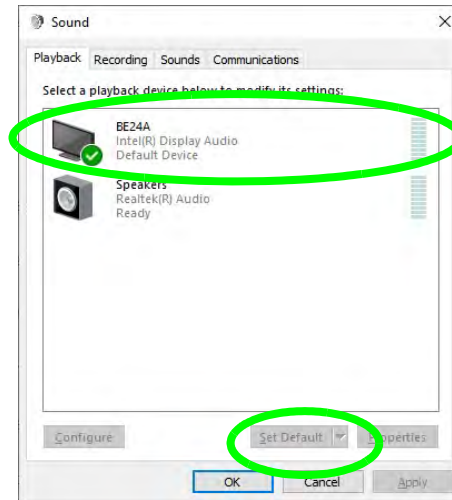 Sound
Playback Recording Sounds Communications
Select a playback device below to modify its settings:
BE24A
Intel(R) Display Audio
Default Device
Speakers
Realtek(R) Audio
Ready
Configure Set Default Properties
OK Cancel Apply